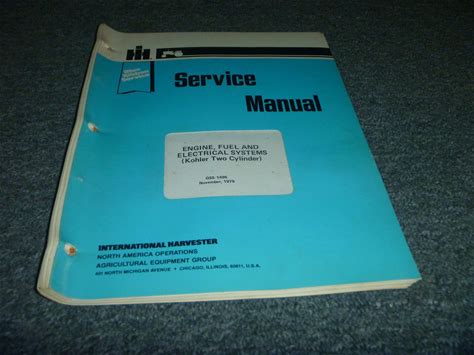 IH
Service
Manual
ENGINE, FUEL AND
ELECTRICAL SYSTEMS
(Kohler Two Cylinder)
November, 1979
INTERNATIONAL HARVESTER
NORTH AMERICA OPERATIONS
AGRICULTURAL EQUIPMENT GROUP
401 NORTH MICHIGAN AVENUE • CHICAGO, ILLINOIS, 60611, U.S.A.